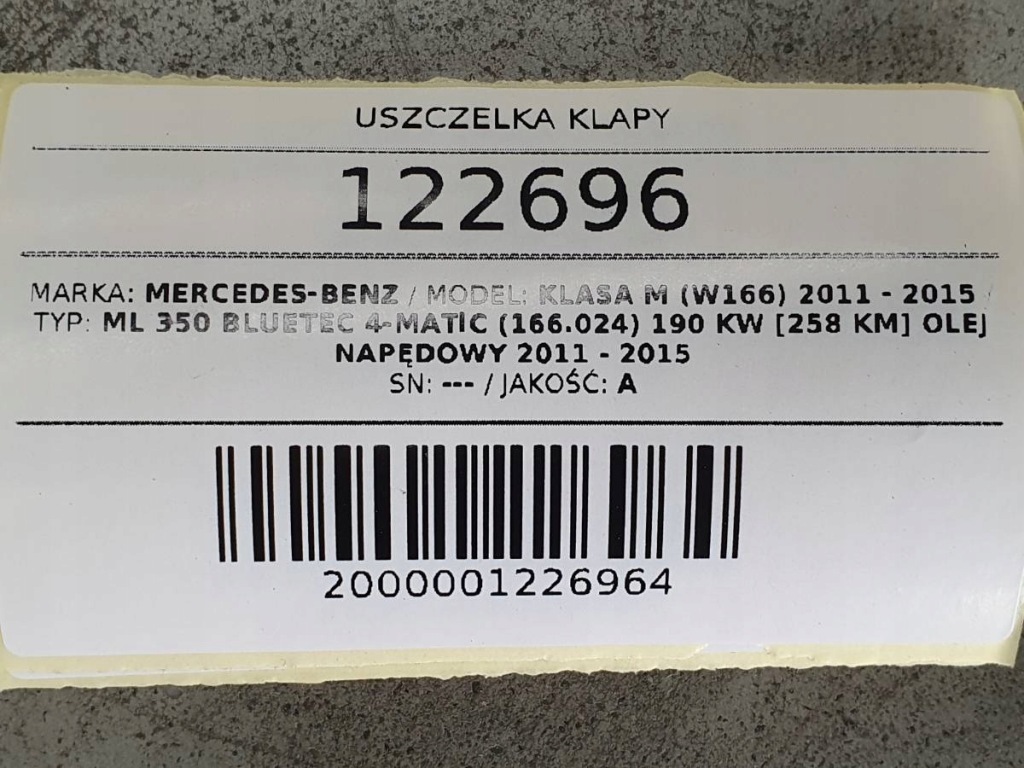 USZCZELKA KLAPY
122696
MARKA: MERCEDES-BENZ / MODEL: KLASA M (W166) 2011 - 2015 /
TYP: ML 350 BLUETEC 4-MATIC (166.024) 190 KW [258 KM] OLEJ
NAPĘDOWY 2011 - 2015
SN: --- / JAKOŚĆ: A
2000001226964